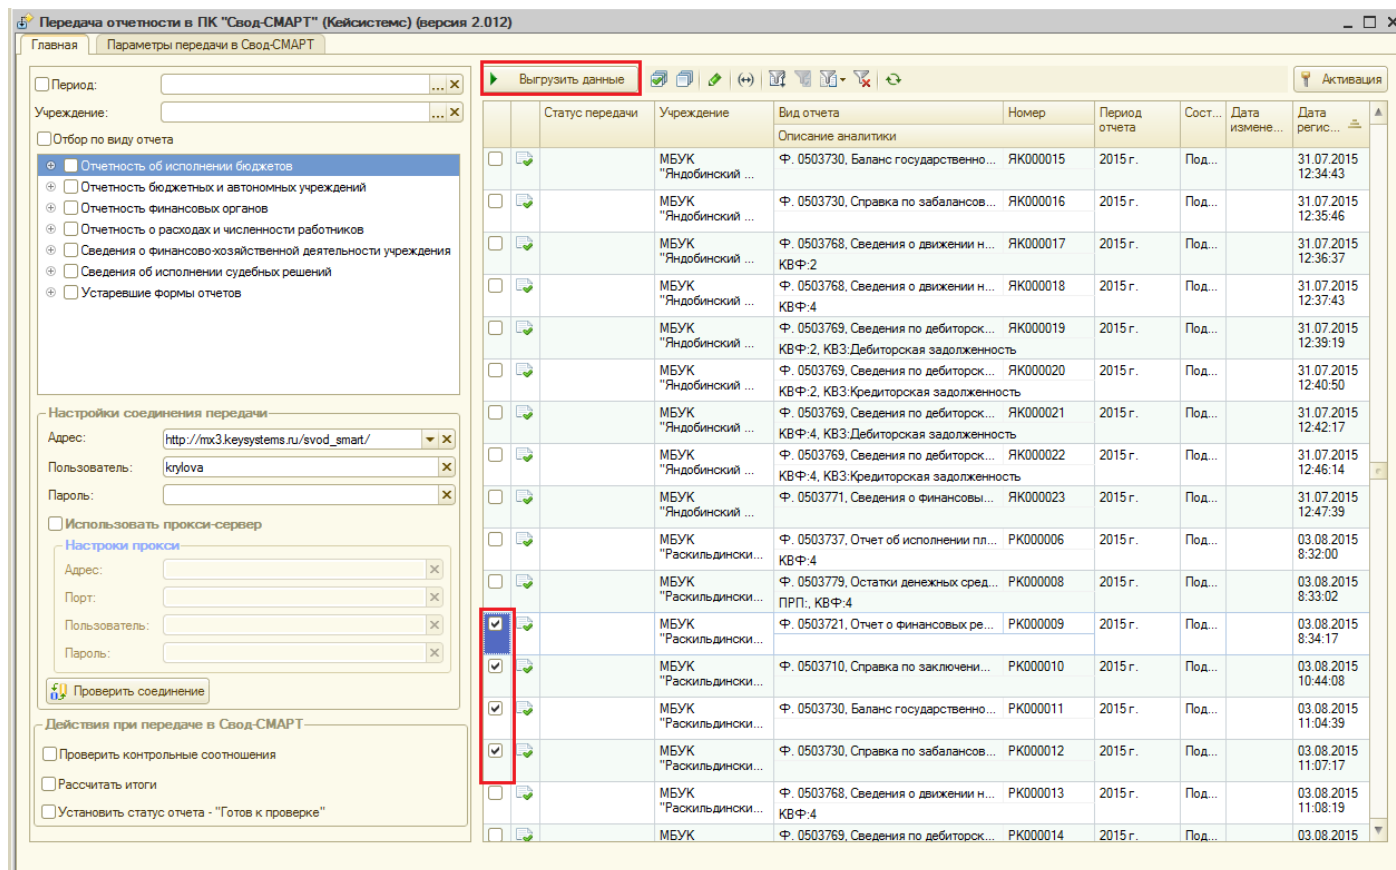 Передача отчетности в ПК "Свод-СМАРТ" (Кейсистемс) (версия 2.012)
Главная Параметры передачи в Свод-СМАРТ
Период:
Учреждение:
Отбор по виду отчета
Отчетность об исполнении бюджетов
Отчетность бюджетных и автономных учреждений
Отчетность финансовых органов
Отчетность о расходах и численности работников
Сведения о финансово-хозяйственной деятельности учреждения
Сведения об исполнении судебных решений
Устаревшие формы отчетов
Настройки соединения передачи
Адрес: http://mx3.keysystems.ru/svod_smart/
Пользователь: krylova
Пароль:
Использовать прокси-сервер
Настроки прокси
Адрес:
Порт:
Пользователь:
Пароль:
Проверить соединение
Действия при передаче в Свод-СМАРТ
Проверить контрольные соотношения
Рассчитать итоги
Установить статус отчета - "Готов к проверке"
Выгрузить данные Активация
Статус передачи Учреждение Вид отчета Номер Период Сост... Дата Дата
отчета измене... регис...
Описание аналитики
МБУК Ф. 0503730, Баланс государственно... ЯК000015 2015 г. Под... 31.07.2015
"Яндобинский ... 12:34:43
МБУК Ф. 0503730, Справка по забалансов... ЯК000016 2015 г. Под... 31.07.2015
"Яндобинский ... 12:35:46
МБУК Ф. 0503768, Сведения о движении н... ЯК000017 2015 г. Под... 31.07.2015
"Яндобинский ... КВФ:2 12:36:37
МБУК Ф. 0503768, Сведения о движении н... ЯК000018 2015 г. Под... 31.07.2015
"Яндобинский ... КВФ:4 12:37:43
МБУК Ф. 0503769, Сведения по дебиторск... ЯК000019 2015 г. Под... 31.07.2015
"Яндобинский ... КВФ:2, КВЗ:Дебиторская задолженность 12:39:19
МБУК Ф. 0503769, Сведения по дебиторск... ЯК000020 2015 г. Под... 31.07.2015
"Яндобинский ... КВФ:2, КВЗ:Кредиторская задолженность 12:40:50
МБУК Ф. 0503769, Сведения по дебиторск... ЯК000021 2015 г. Под... 31.07.2015
"Яндобинский ... КВФ:4, КВЗ:Дебиторская задолженность 12:42:17
МБУК Ф. 0503769, Сведения по дебиторск... ЯК000022 2015 г. Под... 31.07.2015
"Яндобинский ... КВФ:4, КВЗ:Кредиторская задолженность 12:46:14
МБУК Ф. 0503771, Сведения о финансовы... ЯК000023 2015 г. Под... 31.07.2015
"Яндобинский ... 12:47:39
МБУК Ф. 0503737, Отчет об исполнении пл... РК000006 2015 г. Под... 03.08.2015
"Раскильдински... КВФ:4 8:32:00
МБУК Ф. 0503779, Остатки денежных сред... РК000008 2015 г. Под... 03.08.2015
"Раскильдински... ПРП:, КВФ:4 8:33:02
МБУК Ф. 0503721, Отчет о финансовых ре... РК000009 2015 г. Под... 03.08.2015
"Раскильдински... 8:34:17
МБУК Ф. 0503710, Справка по заключени... РК000010 2015 г. Под... 03.08.2015
"Раскильдински... 10:44:08
МБУК Ф. 0503730, Баланс государственно... РК000011 2015 г. Под... 03.08.2015
"Раскильдински... 11:04:39
МБУК Ф. 0503730, Справка по забалансов... РК000012 2015 г. Под... 03.08.2015
"Раскильдински... 11:07:17
МБУК Ф. 0503768, Сведения о движении н... РК000013 2015 г. Под... 03.08.2015
"Раскильдински... КВФ:4 11:08:19
МБУК Ф. 0503769, Сведения по дебиторск... РК000014 2015 г. Под... 03.08.2015